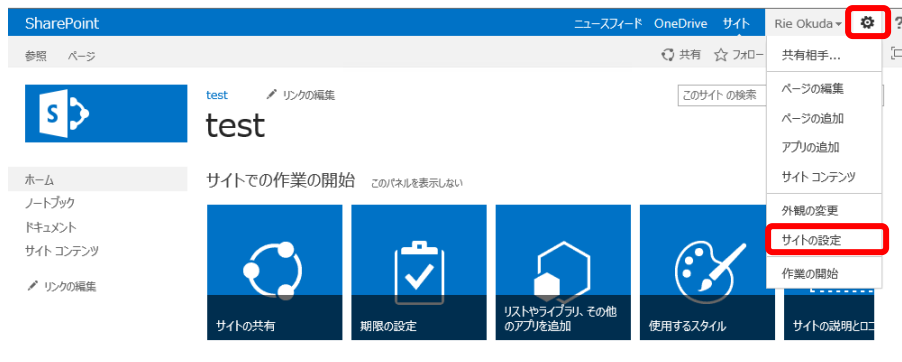 SharePoint
ニュースフィード OneDrive サイト Rie Okuda ?
参照 ページ
共有 フォロー
S
test リンクの編集
このサイト の検索
test
ホーム
ノートブック
ドキュメント
サイト コンテンツ
リンクの編集
サイトでの作業の開始 このパネルを表示しない
サイトの共有
期限の設定
リストやライブラリ、その他
のアプリを追加
使用するスタイル
サイトの説明とロゴ
共有相手...
ページの編集
ページの追加
アプリの追加
サイト コンテンツ
外観の変更
サイトの設定
作業の開始